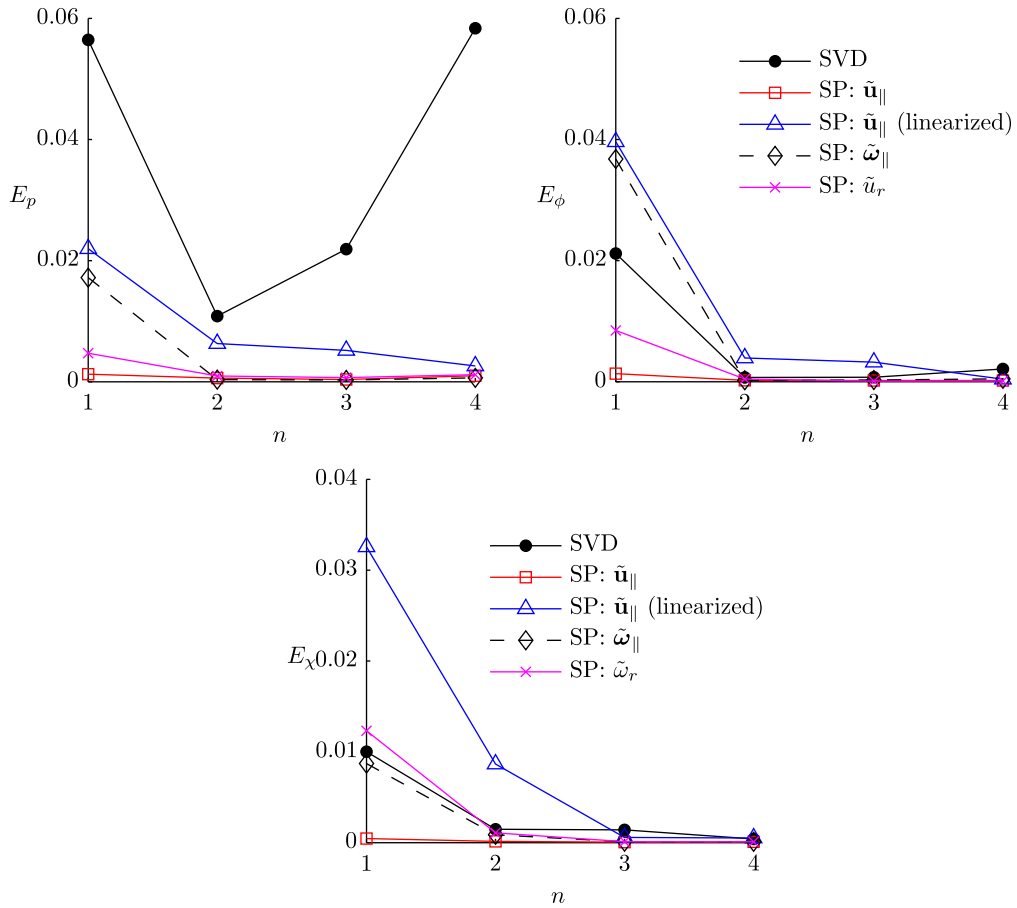 0.06
0.04
0.02
0
E_p
1 2 3 4
n
0.06
0.04
0.02
0
E_ϕ
1 2 3 4
n
SVD
SP: ũ_∥
SP: ũ_∥ (linearized)
SP: ω̃_∥
SP: ũ_r
0.04
0.03
0.02
0.01
0
E_χ
1 2 3 4
n
SVD
SP: ũ_∥
SP: ũ_∥ (linearized)
SP: ω̃_∥
SP: ω̃_r